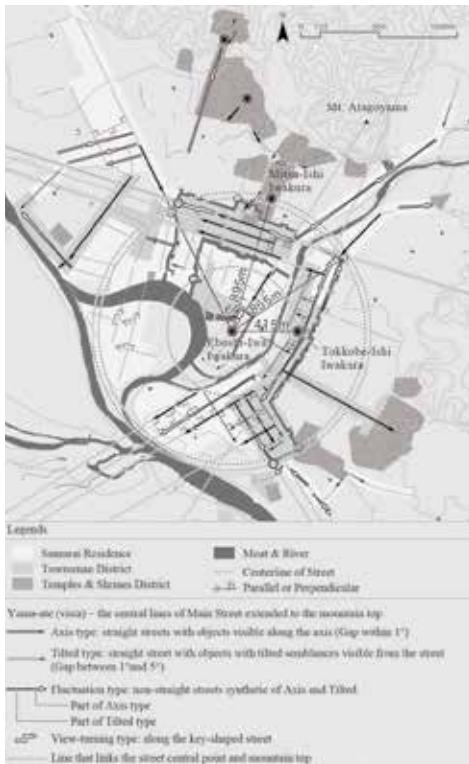 N
Mt. Atagoyama
Mitsu-Ishi
Iwakura
895m
415m
Eboshi-Iwa
Iwakura
Tokkobe-Ishi
Iwakura
Legends
Samurai Residence
Townsman District
Temples & Shrines District
Moat & River
Centerline of Street
Parallel or Perpendicular
Yama-ate (vista) – the central lines of Main Street extended to the mountain top
Axis type: straight streets with objects visible along the axis (Gap within 1°)
Tilted type: straight street with objects with tilted semblances visible from the street
(Gap between 1°and 5°)
Fluctuation type: non-straight streets synthetic of Axis and Tilted
Part of Axis type
Part of Tilted type
View-turning type: along the key-shaped street
Line that links the street central point and mountain top